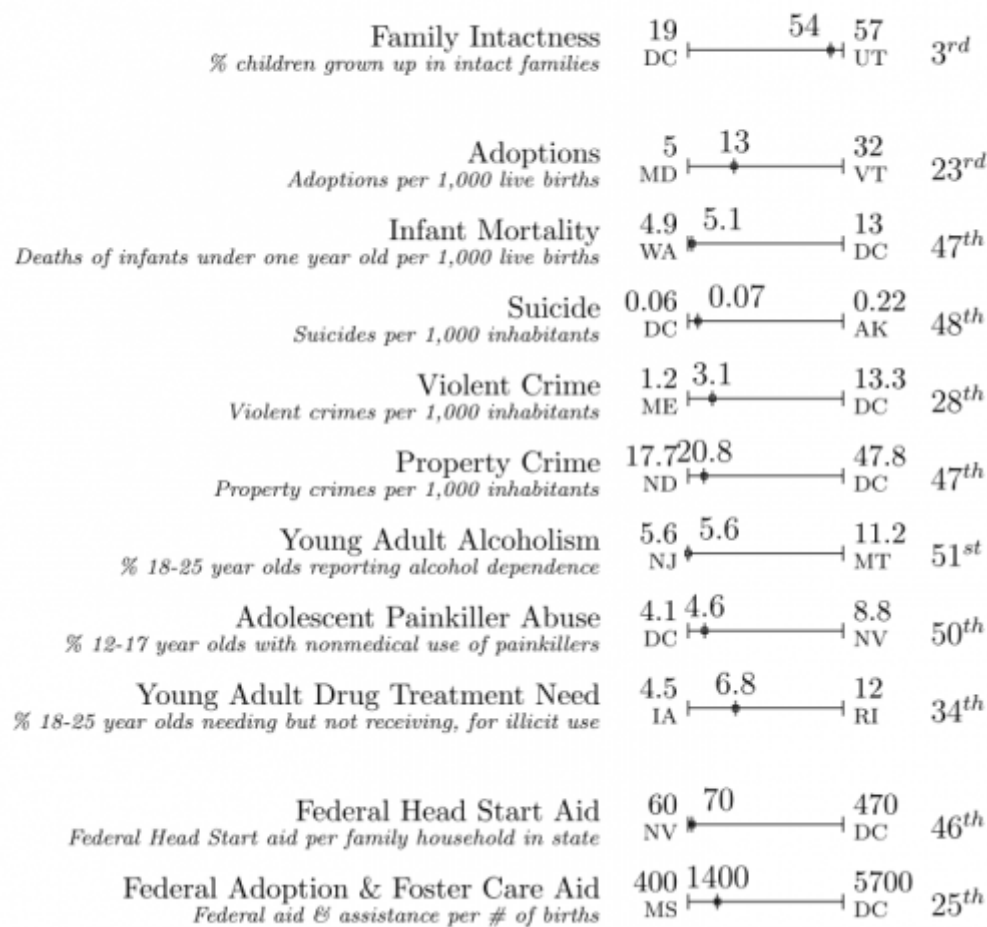 Family Intactness 19 54 57 3rd
% children grown up in intact families DC UT
Adoptions 5 13 32 23rd
Adoptions per 1,000 live births MD VT
Infant Mortality 4.9 5.1 13 47th
Deaths of infants under one year old per 1,000 live births WA DC
Suicide 0.06 0.07 0.22 48th
Suicides per 1,000 inhabitants DC AK
Violent Crime 1.2 3.1 13.3 28th
Violent crimes per 1,000 inhabitants ME DC
Property Crime 17.7 20.8 47.8 47th
Property crimes per 1,000 inhabitants ND DC
Young Adult Alcoholism 5.6 5.6 11.2 51st
% 18-25 year olds reporting alcohol dependence NJ MT
Adolescent Painkiller Abuse 4.1 4.6 8.8 50th
% 12-17 year olds with nonmedical use of painkillers DC NV
Young Adult Drug Treatment Need 4.5 6.8 12 34th
% 18-25 year olds needing but not receiving, for illicit use IA RI
Federal Head Start Aid 60 70 470 46th
Federal Head Start aid per family household in state NV DC
Federal Adoption & Foster Care Aid 400 1400 5700 25th
Federal aid & assistance per # of births MS DC